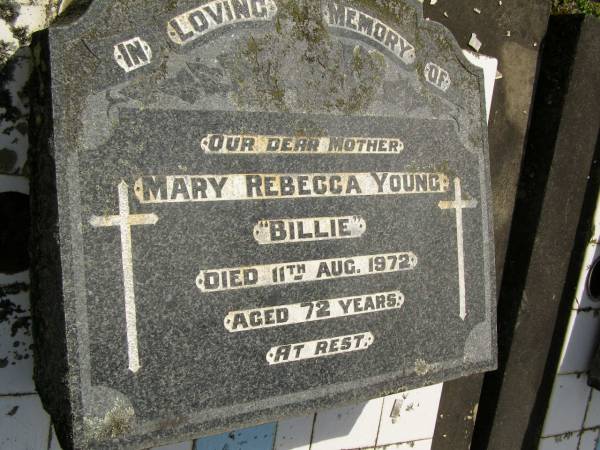 IN LOVING MEMORY OF
OUR DEAR MOTHER
MARY REBECCA YOUNG
"BILLIE"
DIED 11TH AUG. 1972
AGED 72 YEARS.
AT REST.